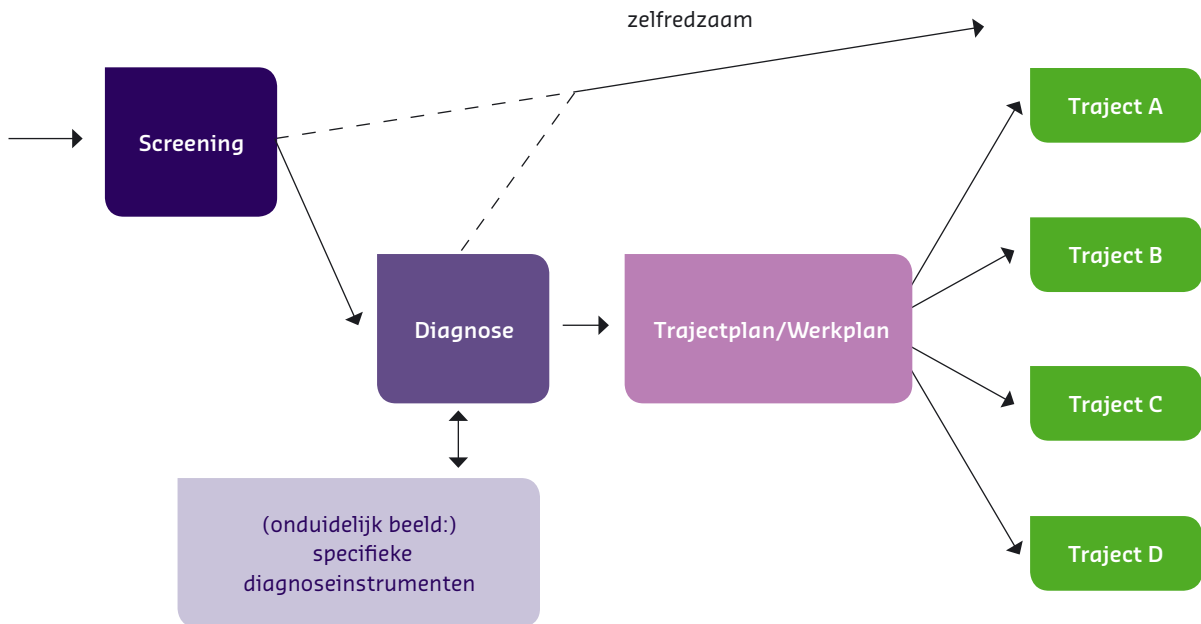 zelfredzaam
Screening
Traject A
Traject B
Diagnose
Trajectplan/Werkplan
Traject C
(onduidelijk beeld:)
specifieke
diagnoseinstrumenten
Traject D